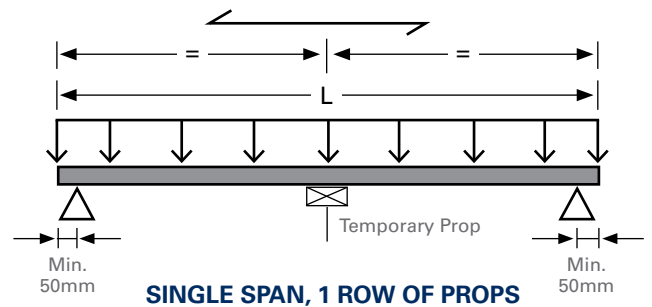 = =
L
Temporary Prop
Min.
50mm
Min.
50mm
SINGLE SPAN, 1 ROW OF PROPS